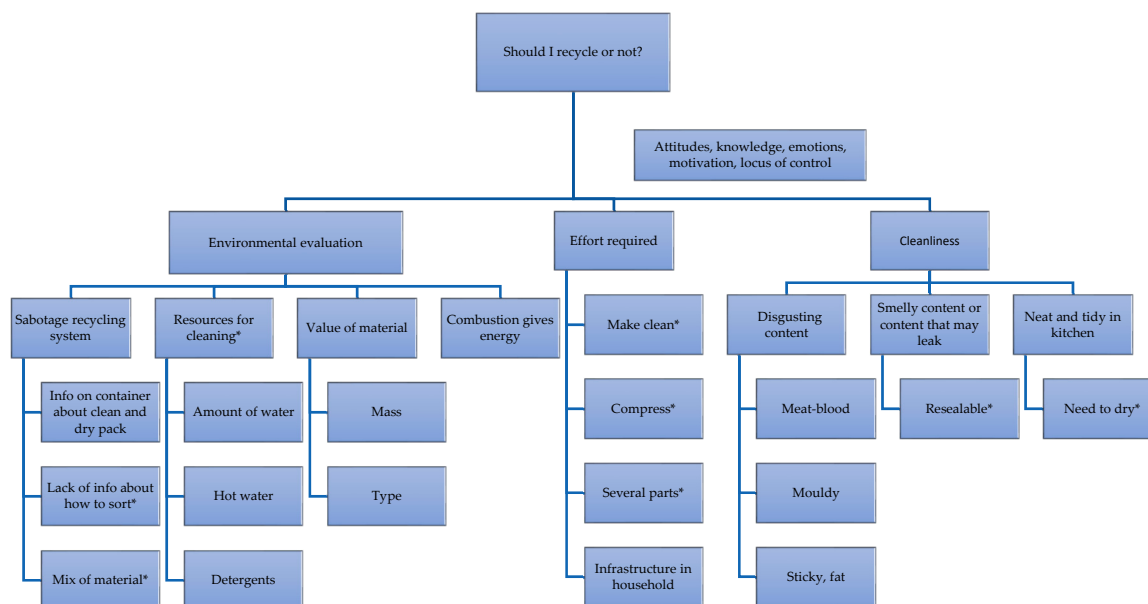 Should I recycle or not?
Attitudes, knowledge, emotions,
motivation, locus of control
Environmental evaluation
Effort required
Cleanliness
Sabotage recycling
system
Resources for
cleaning*
Value of material
Combustion gives
energy
Info on container
about clean and
dry pack
Lack of info about
how to sort*
Mix of material*
Amount of water
Hot water
Detergents
Mass
Type
Make clean*
Compress*
Several parts*
Infrastructure in
household
Disgusting
content
Smelly content or
content that may
leak
Neat and tidy in
kitchen
Meat-blood
Mouldy
Sticky, fat
Resealable*
Need to dry*